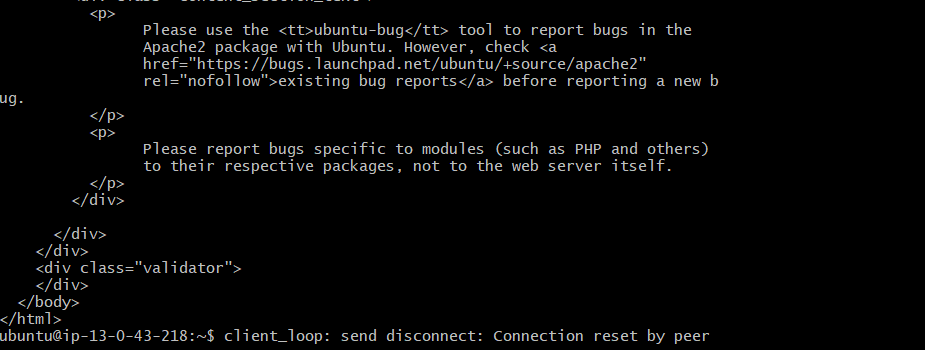 <p>
Please use the <tt>ubuntu-bug</tt> tool to report bugs in the
Apache2 package with Ubuntu. However, check <a
href="https://bugs.launchpad.net/ubuntu/+source/apache2"
rel="nofollow">existing bug reports</a> before reporting a new b
ug.
</p>
<p>
Please report bugs specific to modules (such as PHP and others)
to their respective packages, not to the web server itself.
</p>
</div>
</div>
</div>
<div class="validator">
</div>
</body>
</html>
ubuntu@ip-13-0-43-218:~$ client_loop: send disconnect: Connection reset by peer